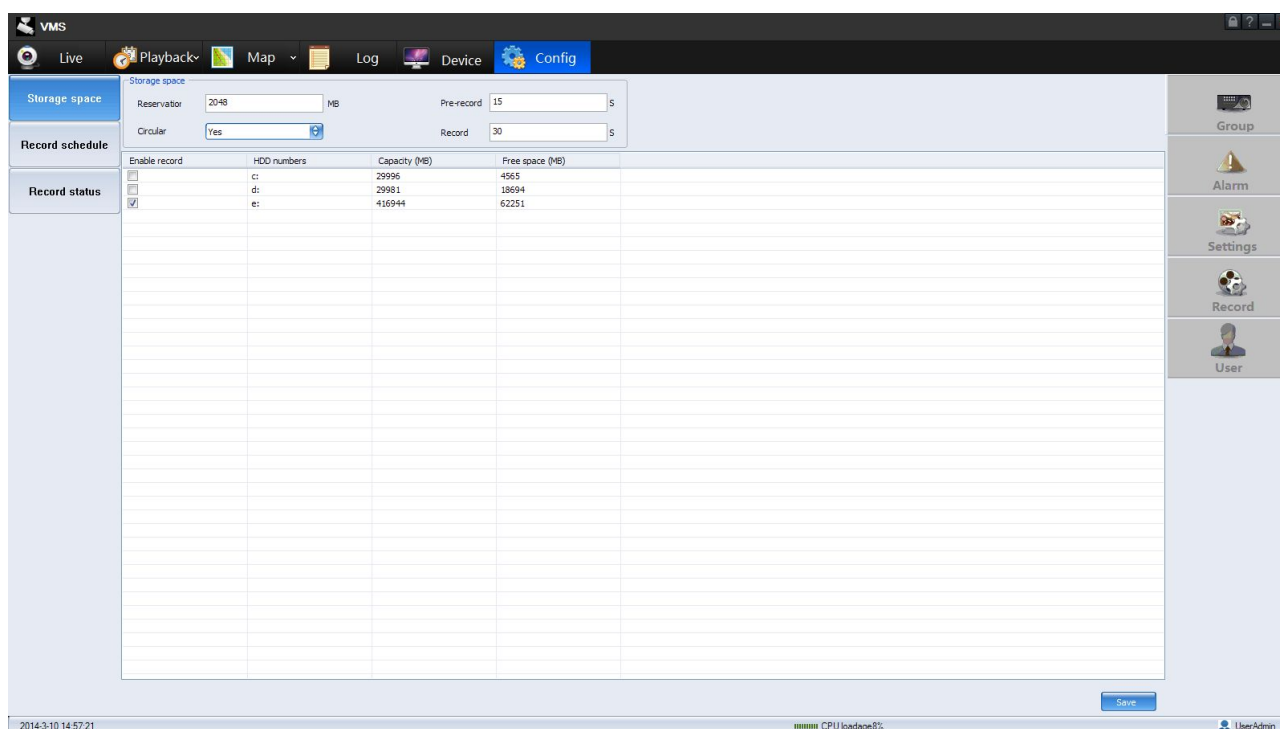 VMS
Live Playback Map Log Device Config
Storage space
Record schedule
Record status
Storage space
Reservatior 2048 MB Pre-record 15 S
Circular Yes Record 30 S
Enable record HDD numbers Capacity (MB) Free space (MB)
c: 29996 4565
d: 29981 18694
e: 416944 62251
Group
Alarm
Settings
Record
User
Save
2014-3-10 14:57:21 CPU loadage8% UserAdmin